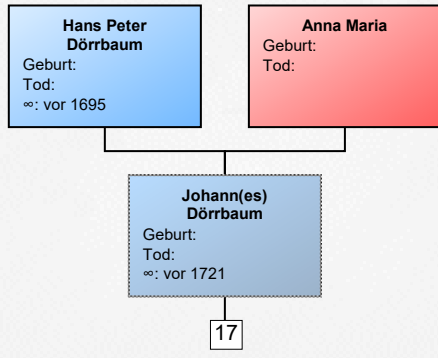 Hans Peter
Dörrbaum
Geburt:
Tod:
∞: vor 1695
Anna Maria
Geburt:
Tod:
Johann(es)
Dörrbaum
Geburt:
Tod:
∞: vor 1721
17